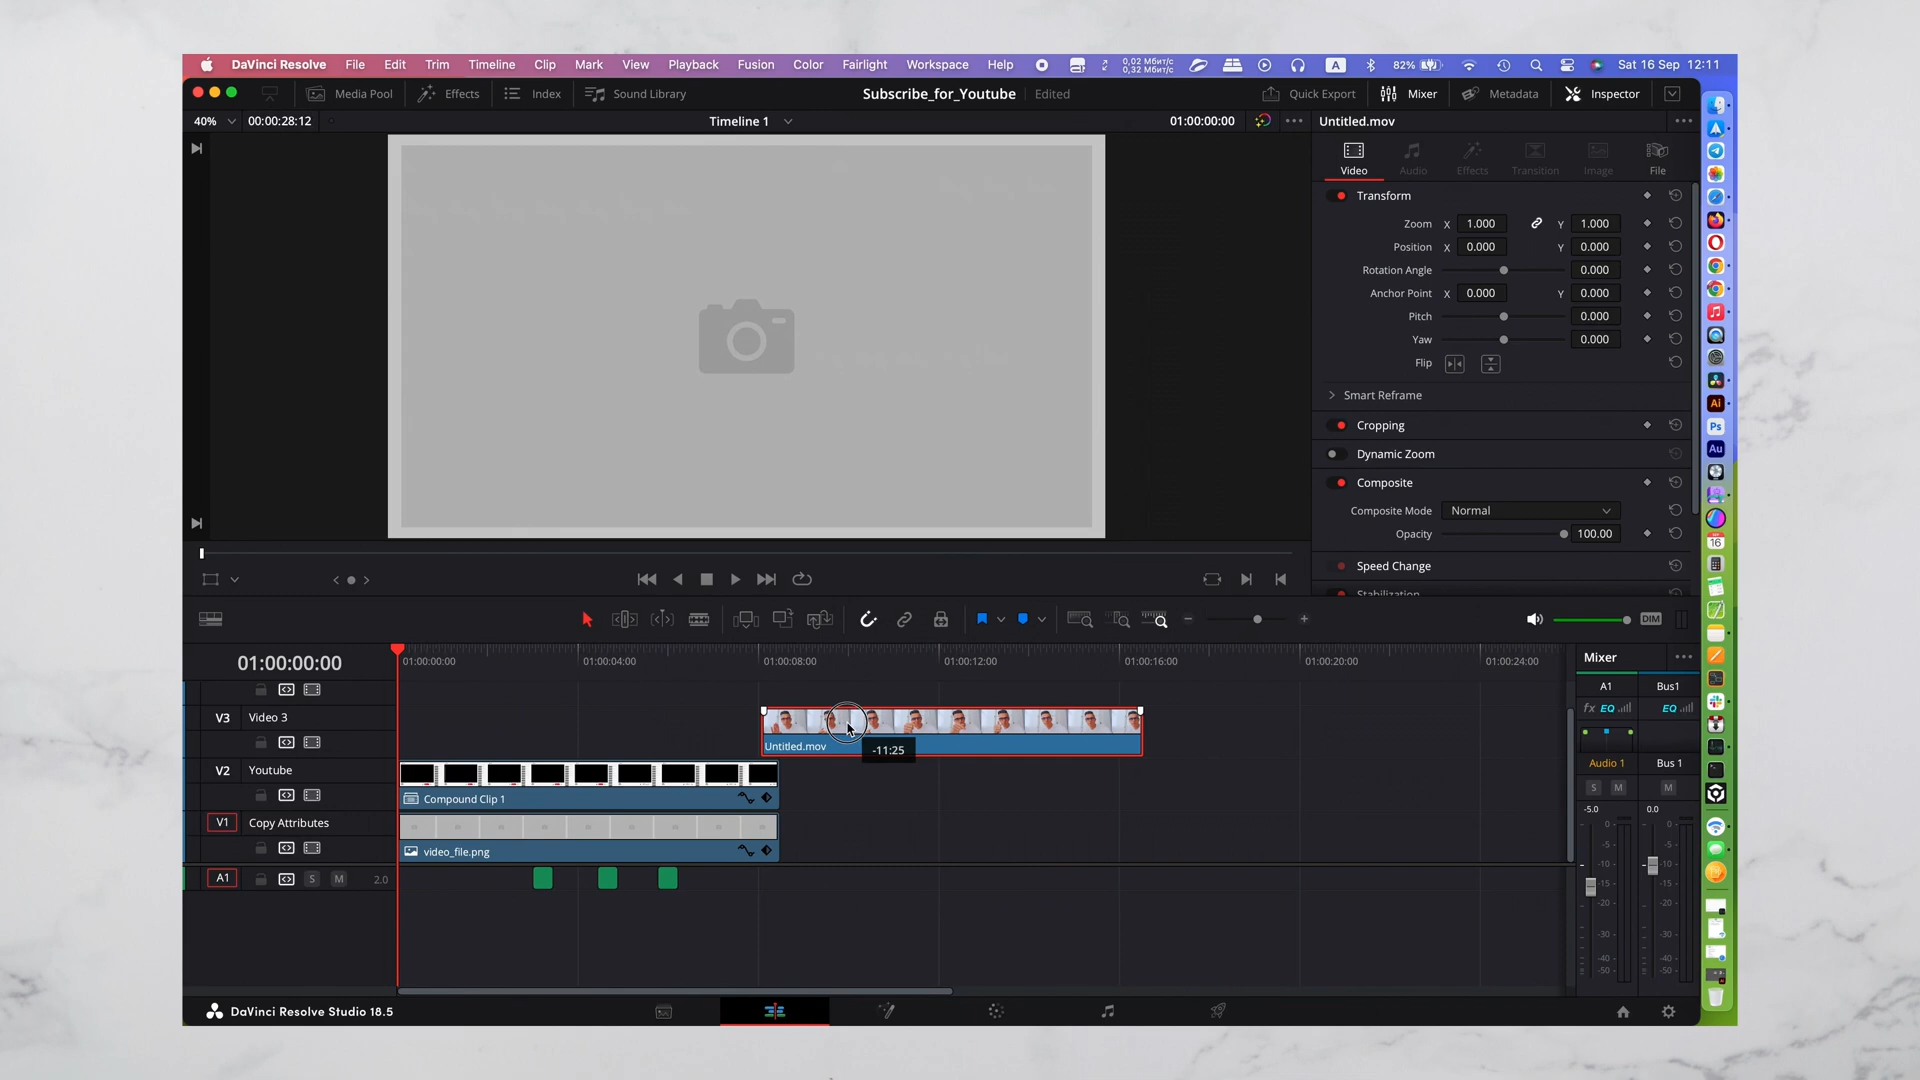 DaVinci Resolve File Edit Trim Timeline Clip Mark View Playback Fusion Color Fairlight Workspace Help 0,02 Мбит/с 0,32 Мбит/с A 82% Sat 16 Sep 12:11
Media Pool Effects Index Sound Library Subscribe_for_Youtube Edited Quick Export Mixer Metadata Inspector
40% 00:00:28:12 Timeline 1 01:00:00:00 Untitled.mov
Video Audio Effects Transition Image File
Transform
Zoom X 1.000 Y 1.000
Position X 0.000 Y 0.000
Rotation Angle 0.000
Anchor Point X 0.000 Y 0.000
Pitch 0.000
Yaw 0.000
Flip
Smart Reframe
Cropping
Dynamic Zoom
Composite
Composite Mode Normal
Opacity 100.00
Speed Change
Stabilization
Ai
Ps
Au
16
DIM
01:00:00:00 01:00:00:00 01:00:04:00 01:00:08:00 01:00:12:00 01:00:16:00 01:00:20:00 01:00:24:00
Mixer
A1 Bus1
fx EQ EQ
V3 Video 3
Untitled.mov
-11:25
V2 Youtube
Compound Clip 1
V1 Copy Attributes
video_file.png
A1 S M 2.0
Audio 1 Bus 1
S M M
-5.0 0.0
0- 0-
-5- -5-
-10- -10-
-15- -15-
-20- -20-
-30- -30-
-40- -40-
-50- -50-
DaVinci Resolve Studio 18.5